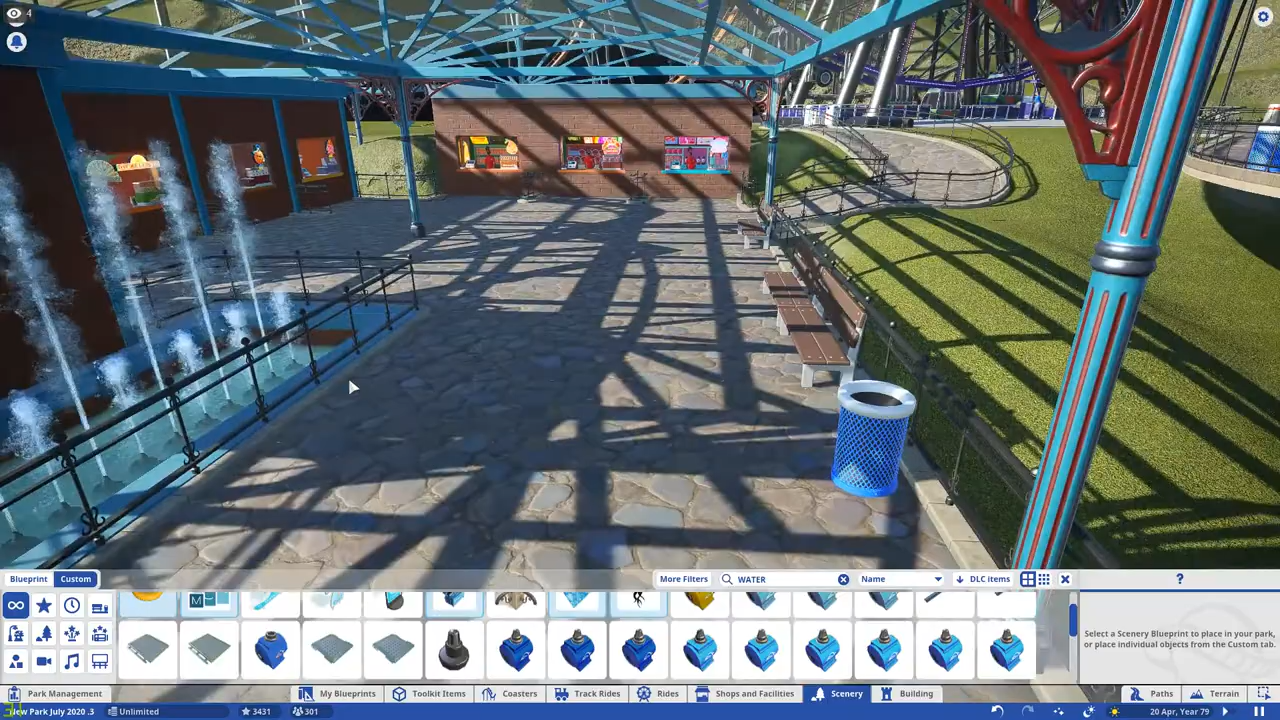 4
Blueprint Custom More Filters WATER Name DLC items ?
Select a Scenery Blueprint to place in your park, or place individual objects from the Custom tab.
Park Management My Blueprints Toolkit Items Coasters Track Rides Rides Shops and Facilities Scenery Building Paths Terrain
New Park July 2020 .3 Unlimited 3431 301 20 Apr, Year 79